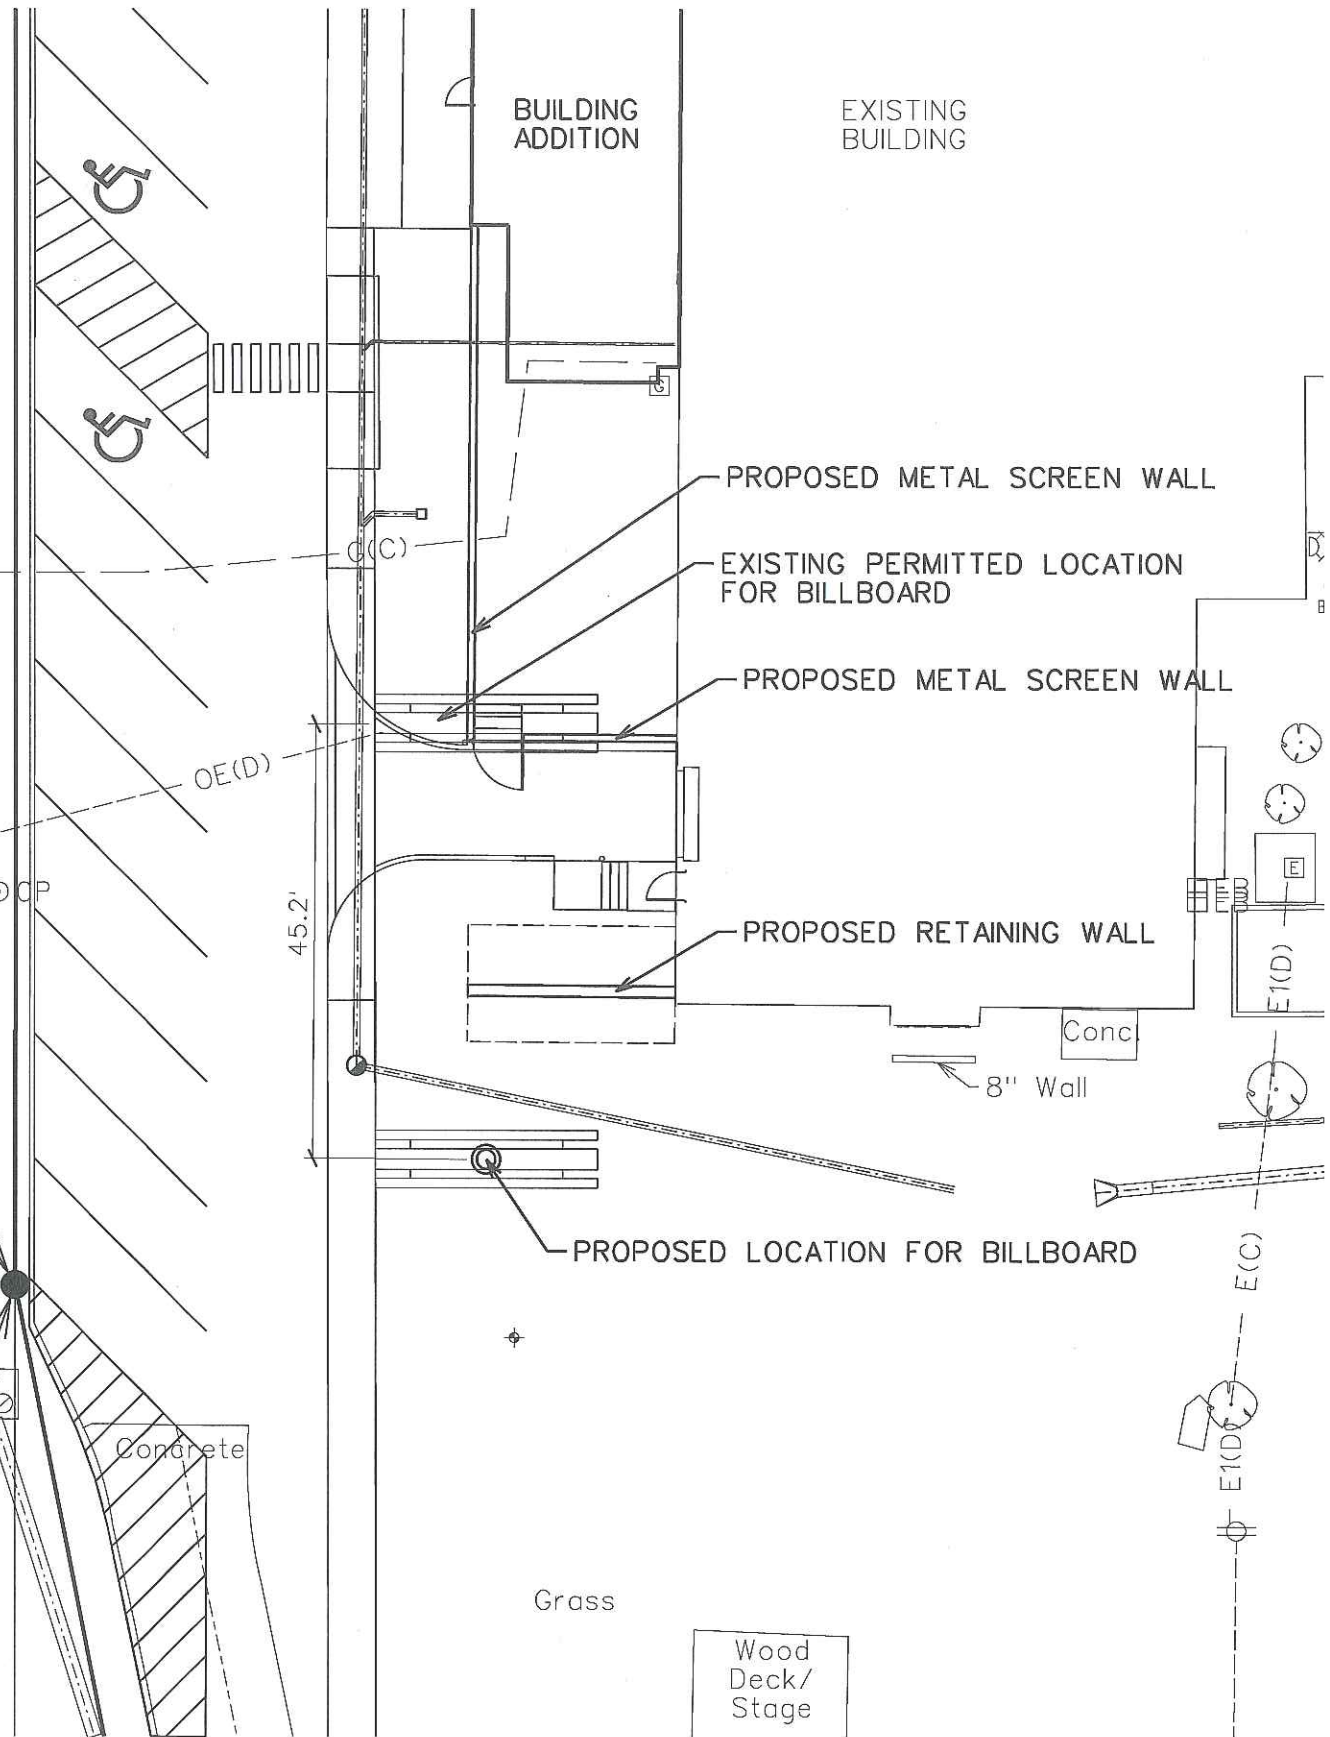 BUILDING
ADDITION
EXISTING
BUILDING
G
PROPOSED METAL SCREEN WALL
G(C)
EXISTING PERMITTED LOCATION
FOR BILLBOARD
PROPOSED METAL SCREEN WALL
OE(D)
E
CP
45.2'
PROPOSED RETAINING WALL
E1(D)
Conc
8" Wall
PROPOSED LOCATION FOR BILLBOARD
E(C)
Concrete
E1(D)
Grass
Wood
Deck/
Stage